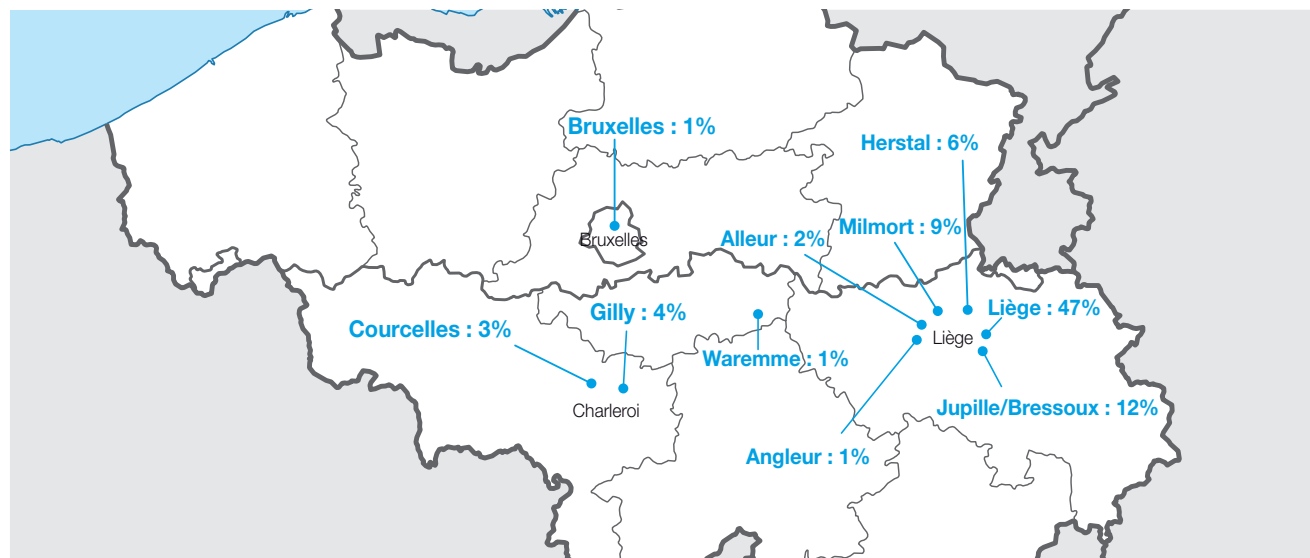 Bruxelles : 1%
Herstal : 6%
Milmort : 9%
Alleur : 2%
Bruxelles
Gilly : 4%
Liège : 47%
Courcelles : 3%
Liège
Waremme : 1%
Charleroi
Jupille/Bressoux : 12%
Angleur : 1%